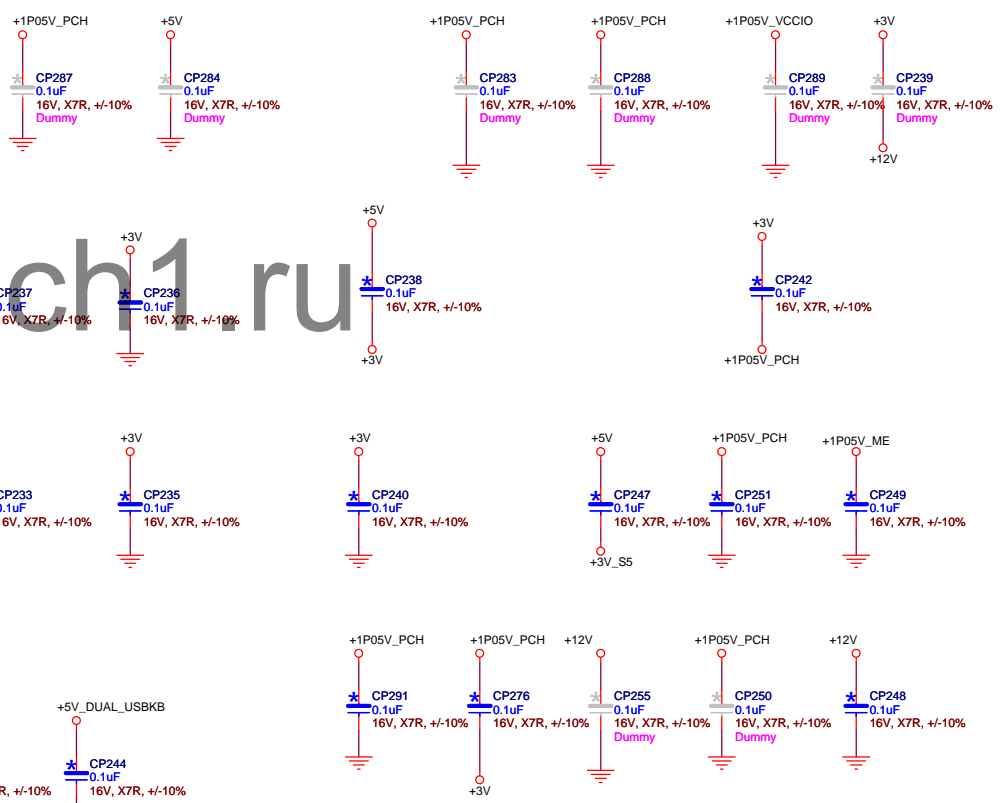 +1P05V_PCH
CP287
0.1uF
16V, X7R, +/-10%
Dummy
+5V
CP284
0.1uF
16V, X7R, +/-10%
Dummy
+1P05V_PCH
CP283
0.1uF
16V, X7R, +/-10%
Dummy
+1P05V_PCH
CP288
0.1uF
16V, X7R, +/-10%
Dummy
+1P05V_VCCIO
CP289
0.1uF
16V, X7R, +/-10%
Dummy
+3V
CP239
0.1uF
16V, X7R, +/-10%
Dummy
+12V
ch1.ru
CP237
0.1uF
6V, X7R, +/-10%
+3V
CP236
0.1uF
16V, X7R, +/-10%
+5V
CP238
0.1uF
16V, X7R, +/-10%
+3V
+3V
CP242
0.1uF
16V, X7R, +/-10%
+1P05V_PCH
CP233
.1uF
6V, X7R, +/-10%
+3V
CP235
0.1uF
16V, X7R, +/-10%
+3V
CP240
0.1uF
16V, X7R, +/-10%
+5V
CP247
0.1uF
16V, X7R, +/-10%
+3V_S5
+1P05V_PCH
CP251
0.1uF
16V, X7R, +/-10%
+1P05V_ME
CP249
0.1uF
16V, X7R, +/-10%
+1P05V_PCH
CP291
0.1uF
16V, X7R, +/-10%
+1P05V_PCH
CP276
0.1uF
16V, X7R, +/-10%
+3V
+12V
CP255
0.1uF
16V, X7R, +/-10%
Dummy
+1P05V_PCH
CP250
0.1uF
16V, X7R, +/-10%
Dummy
+12V
CP248
0.1uF
16V, X7R, +/-10%
R, +/-10%
+5V_DUAL_USBKB
CP244
0.1uF
16V, X7R, +/-10%